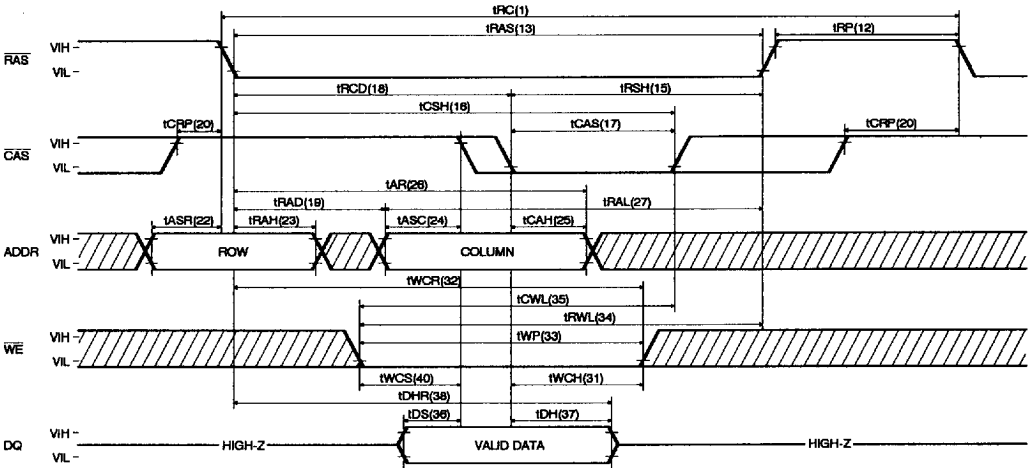 tRC(1)
tRAS(13)
tRP(12)
RAS
VIH
VIL
tRCD(18)
tRSH(15)
tCSH(16)
tCRP(20)
tCAS(17)
tCRP(20)
CAS
VIH
VIL
tAR(26)
tRAD(19)
tRAL(27)
tASR(22)
tRAH(23)
tASC(24)
tCAH(25)
ADDR
VIH
VIL
ROW
COLUMN
tWCR(32)
tCWL(35)
tRWL(34)
WE
VIH
VIL
tWP(33)
tWCS(40)
tWCH(31)
tDHR(38)
tDS(36)
tDH(37)
DQ
VIH
VIL
HIGH-Z
VALID DATA
HIGH-Z